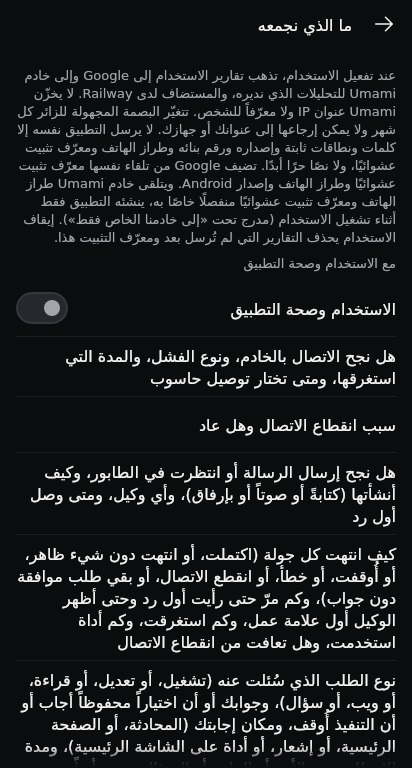 ما الذي نجمعه
عند تفعيل الاستخدام، تذهب تقارير الاستخدام إلى Google وإلى خادم
Umami للتحليلات الذي نديره، والمستضاف لدى Railway. لا يخزّن
Umami عنوان IP ولا معرّفاً للشخص. تتغيّر البصمة المجهولة للزائر كل
شهر ولا يمكن إرجاعها إلى عنوانك أو جهازك. لا يرسل التطبيق نفسه إلا
كلمات ونطاقات ثابتة وإصداره ورقم بنائه وطراز الهاتف ومعرّف تثبيت
عشوائيًا، ولا نصًا حرًا أبدًا. تضيف Google من تلقاء نفسها معرّف تثبيت
عشوائيًا وطراز الهاتف وإصدار Android. ويتلقى خادم Umami طراز
الهاتف ومعرّف تثبيت عشوائيًا منفصلًا خاصًا به، ينشئه التطبيق فقط
أثناء تشغيل الاستخدام (مدرج تحت «إلى خادمنا الخاص فقط»). إيقاف
الاستخدام يحذف التقارير التي لم تُرسل بعد ومعرّف التثبيت هذا.
مع الاستخدام وصحة التطبيق
الاستخدام وصحة التطبيق
هل نجح الاتصال بالخادم، ونوع الفشل، والمدة التي
استغرقها، ومتى تختار توصيل حاسوب
سبب انقطاع الاتصال وهل عاد
هل نجح إرسال الرسالة أو انتظرت في الطابور، وكيف
أنشأتها (كتابةً أو صوتاً أو بإرفاق)، وأي وكيل، ومتى وصل
أول رد
كيف انتهت كل جولة (اكتملت، أو انتهت دون شيء ظاهر،
أو أُوقفت، أو خطأ، أو انقطع الاتصال، أو بقي طلب موافقة
دون جواب)، وكم مرّ حتى رأيت أول رد وحتى أظهر
الوكيل أول علامة عمل، وكم استغرقت، وكم أداة
استخدمت، وهل تعافت من انقطاع الاتصال
نوع الطلب الذي سُئلت عنه (تشغيل، أو تعديل، أو قراءة،
أو ويب، أو سؤال)، وجوابك أو أن اختياراً محفوظاً أجاب أو
أن التنفيذ أُوقف، ومكان إجابتك (المحادثة، أو الصفحة
الرئيسية، أو إشعار، أو أداة على الشاشة الرئيسية)، ومدة